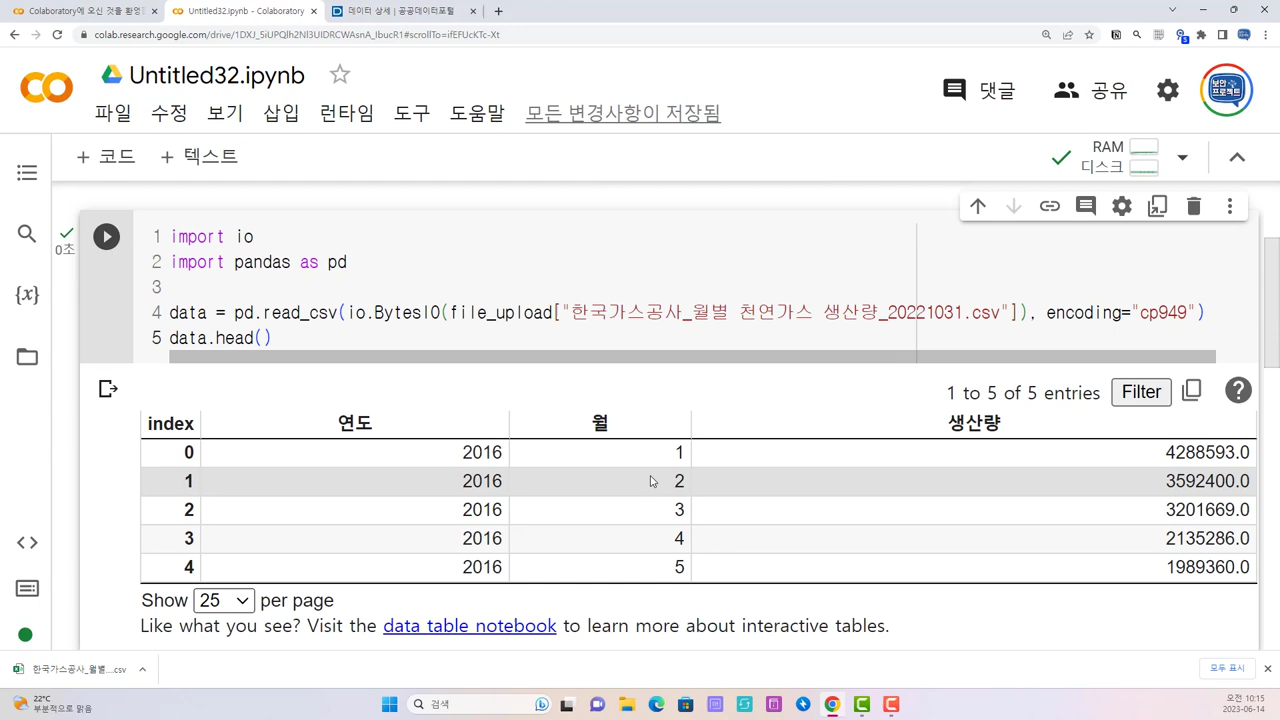 Colaboratory에 오신 것을 환영합
Untitled32.ipynb - Colaboratory
데이터 상세 | 공공데이터포털
colab.research.google.com/drive/1DXJ_5iUPQlh2Nl3UIDRCWAsnA_IbucR1#scrollTo=ifEFUcKTc-Xt
Untitled32.ipynb
댓글
공유
보안
프로젝트
파일 수정 보기 삽입 런타임 도구 도움말 모든 변경사항이 저장됨
+ 코드 + 텍스트
RAM
디스크
0초
1 import io
2 import pandas as pd
3
4 data = pd.read_csv(io.BytesIO(file_upload["한국가스공사_월별 천연가스 생산량_20221031.csv"]), encoding="cp949")
5 data.head()
1 to 5 of 5 entries Filter
index 연도 월 생산량
0 2016 1 4288593.0
1 2016 2 3592400.0
2 2016 3 3201669.0
3 2016 4 2135286.0
4 2016 5 1989360.0
Show 25 per page
Like what you see? Visit the data table notebook to learn more about interactive tables.
한국가스공사_월별....csv
모두 표시
22°C
부분적으로 맑음
검색
오전 10:15
2023-06-14